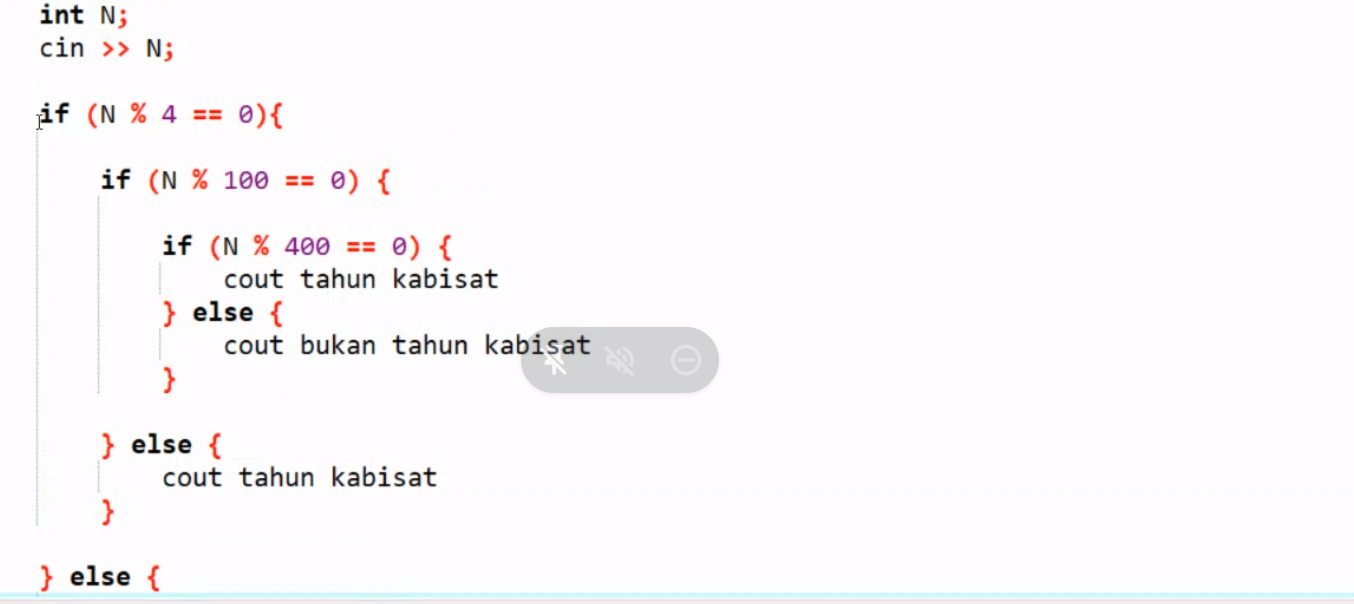 int N;
cin >> N;
if (N % 4 == 0){
if (N % 100 == 0) {
if (N % 400 == 0) {
cout tahun kabisat
} else {
cout bukan tahun kabisat
}
} else {
cout tahun kabisat
}
} else {